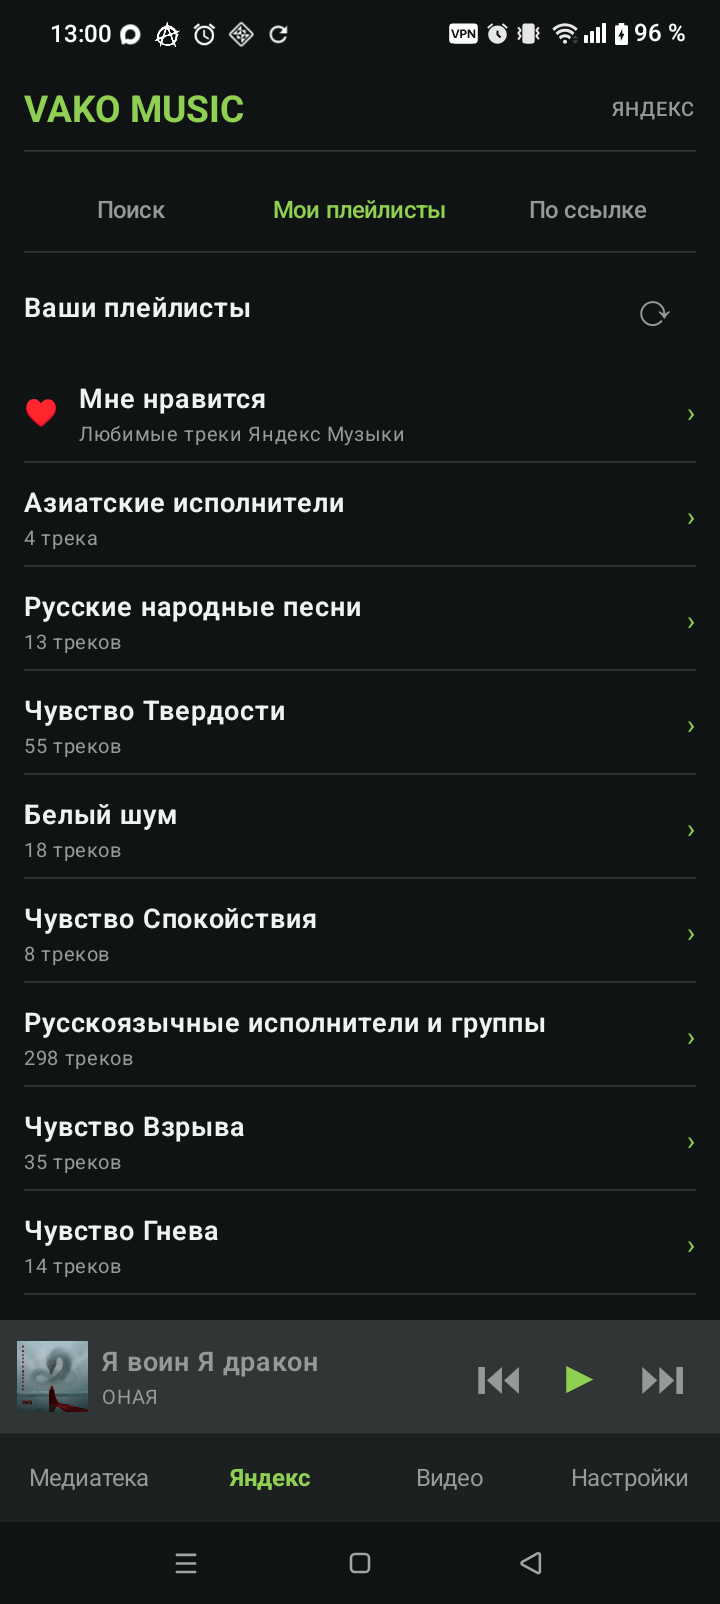 13:00 VPN 96 %
VAKO MUSIC ЯНДЕКС
Поиск Мои плейлисты По ссылке
Ваши плейлисты
Мне нравится
Любимые треки Яндекс Музыки
Азиатские исполнители
4 трека
Русские народные песни
13 треков
Чувство Твердости
55 треков
Белый шум
18 треков
Чувство Спокойствия
8 треков
Русскоязычные исполнители и группы
298 треков
Чувство Взрыва
35 треков
Чувство Гнева
14 треков
Я воин Я дракон
ОНАЯ
Медиатека Яндекс Видео Настройки